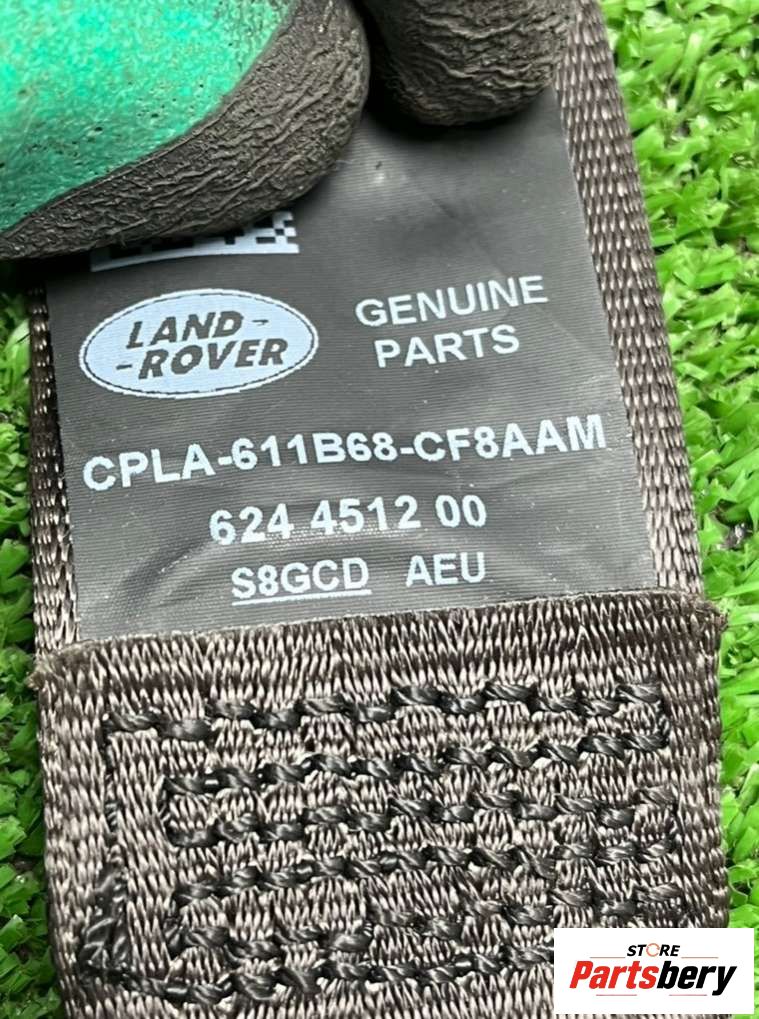 LAND-
-ROVER
GENUINE
PARTS
CPLA-611B68-CF8AAM
624 4512 00
S8GCD AEU
STORE
Partsbery